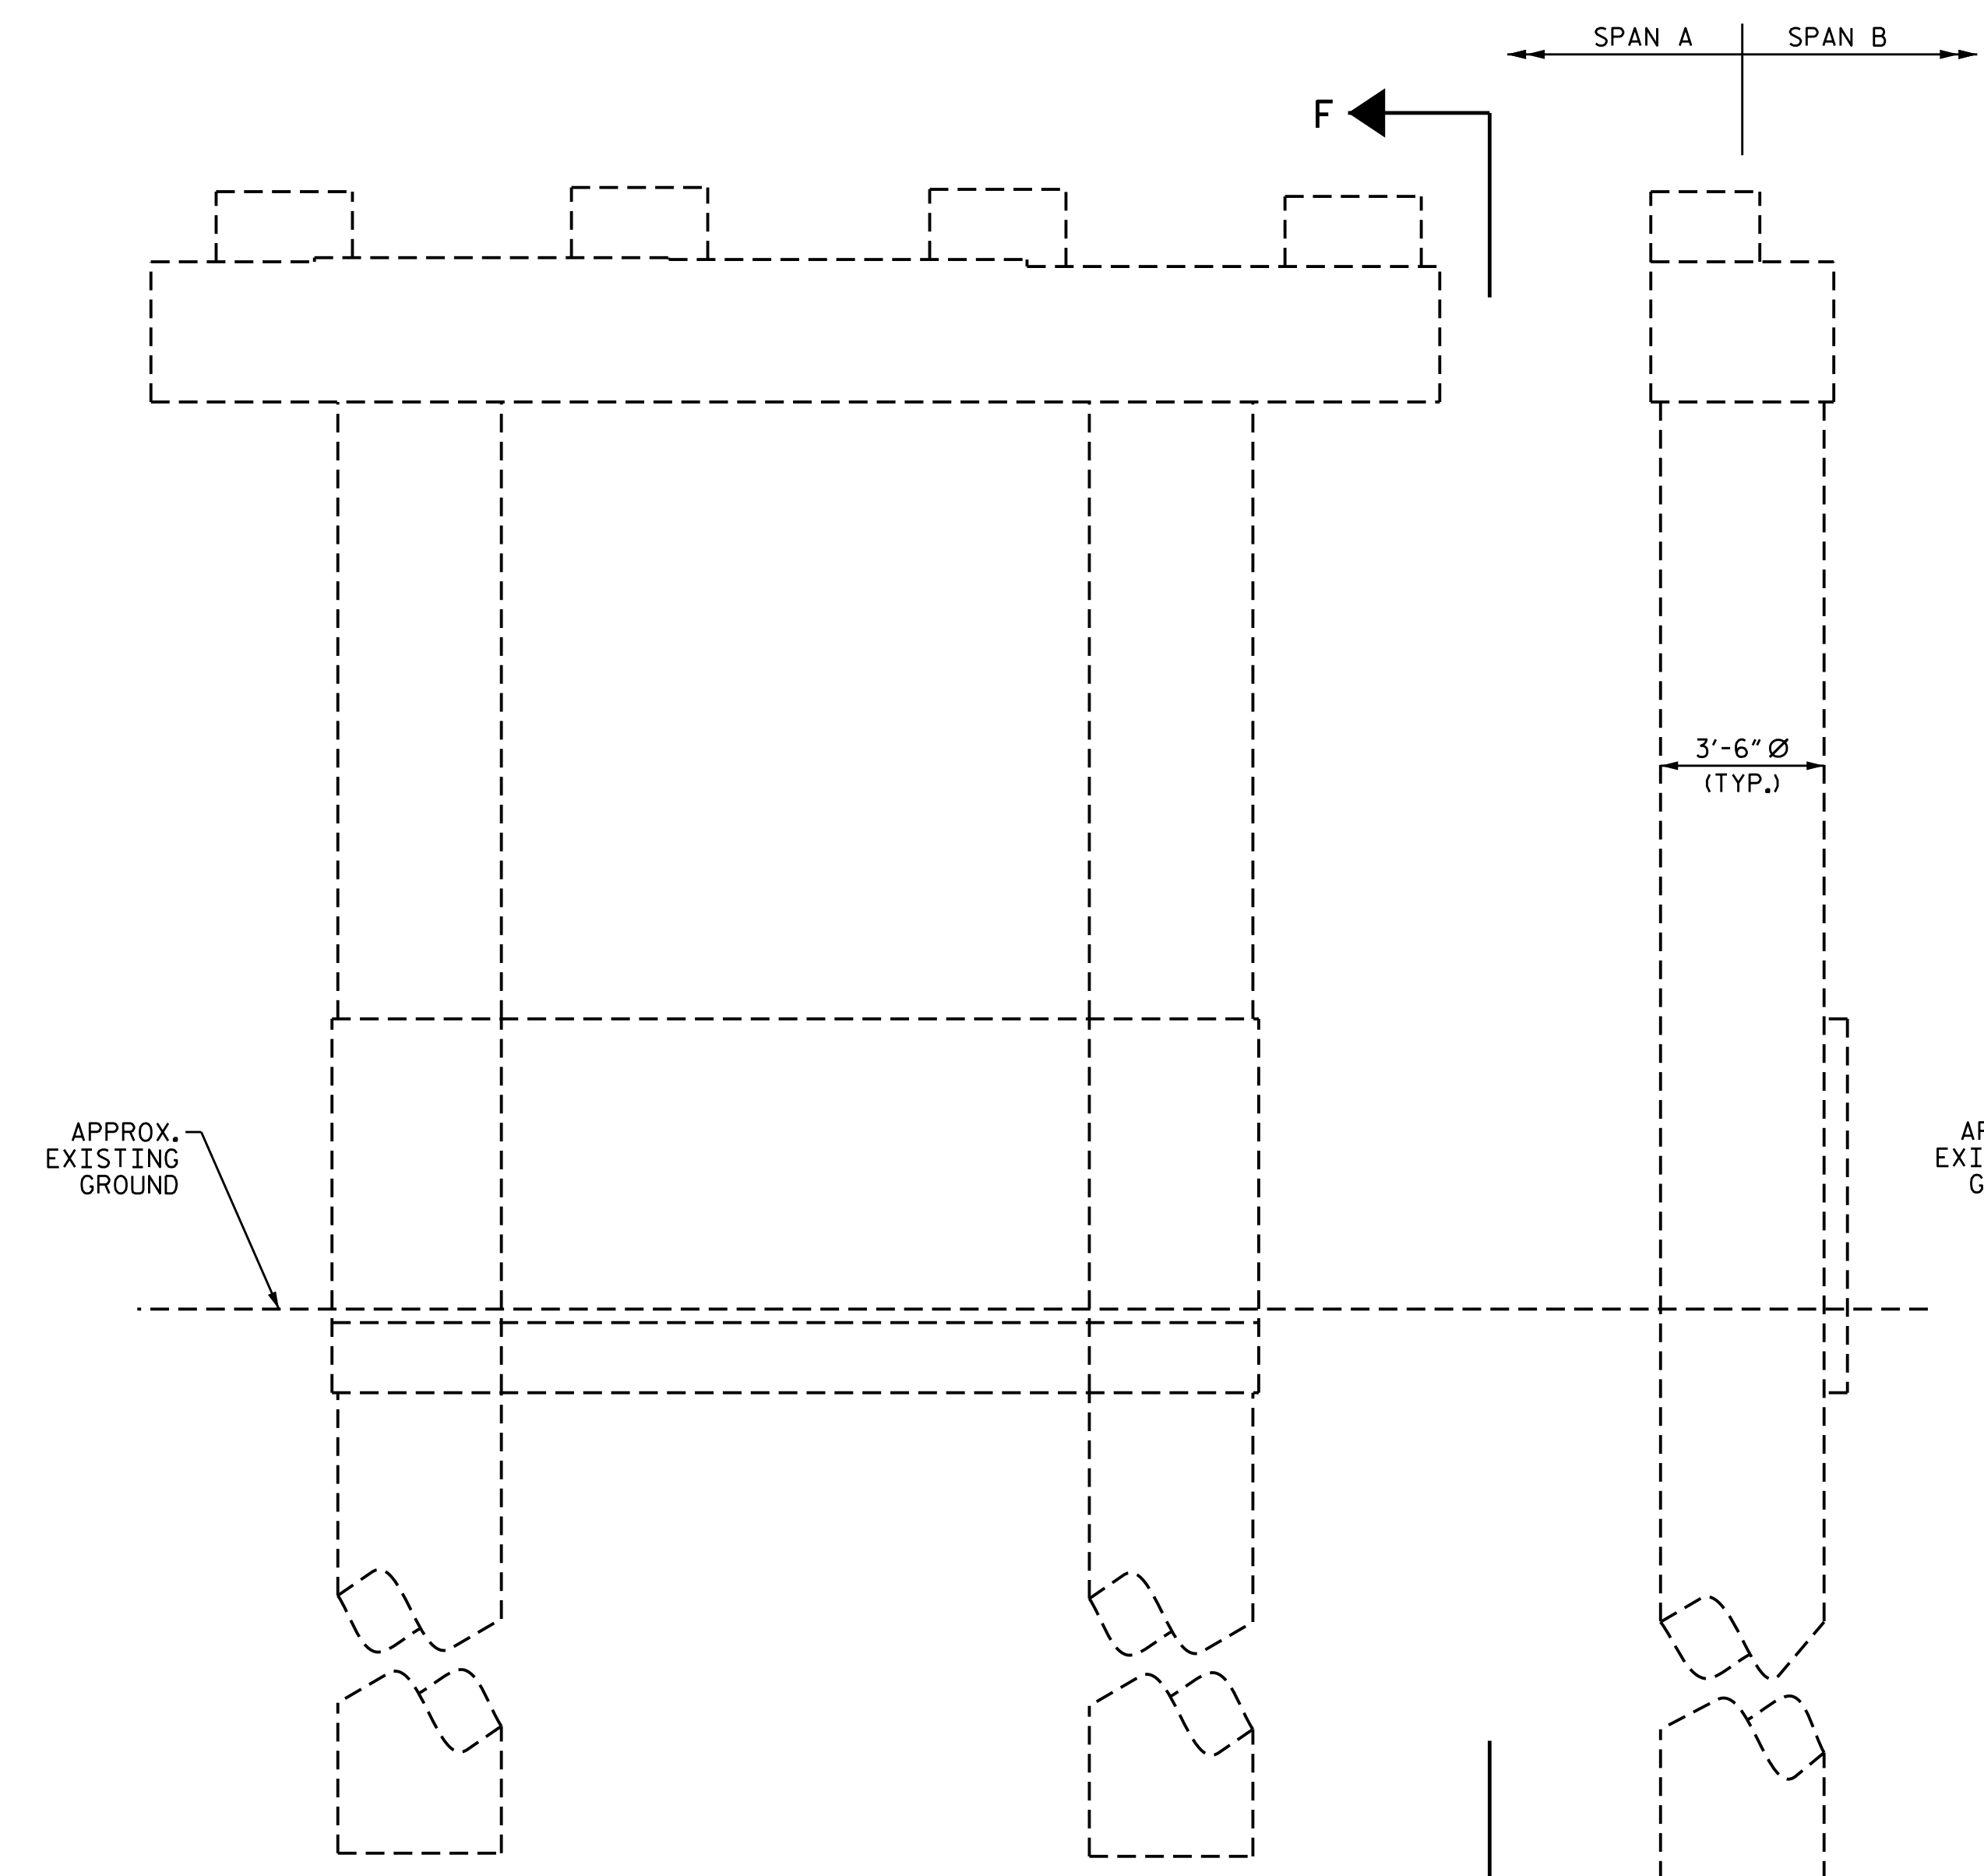 SPAN A SPAN B
F
3'-6" Ø
(TYP.)
APPROX.
EXISTING
GROUND